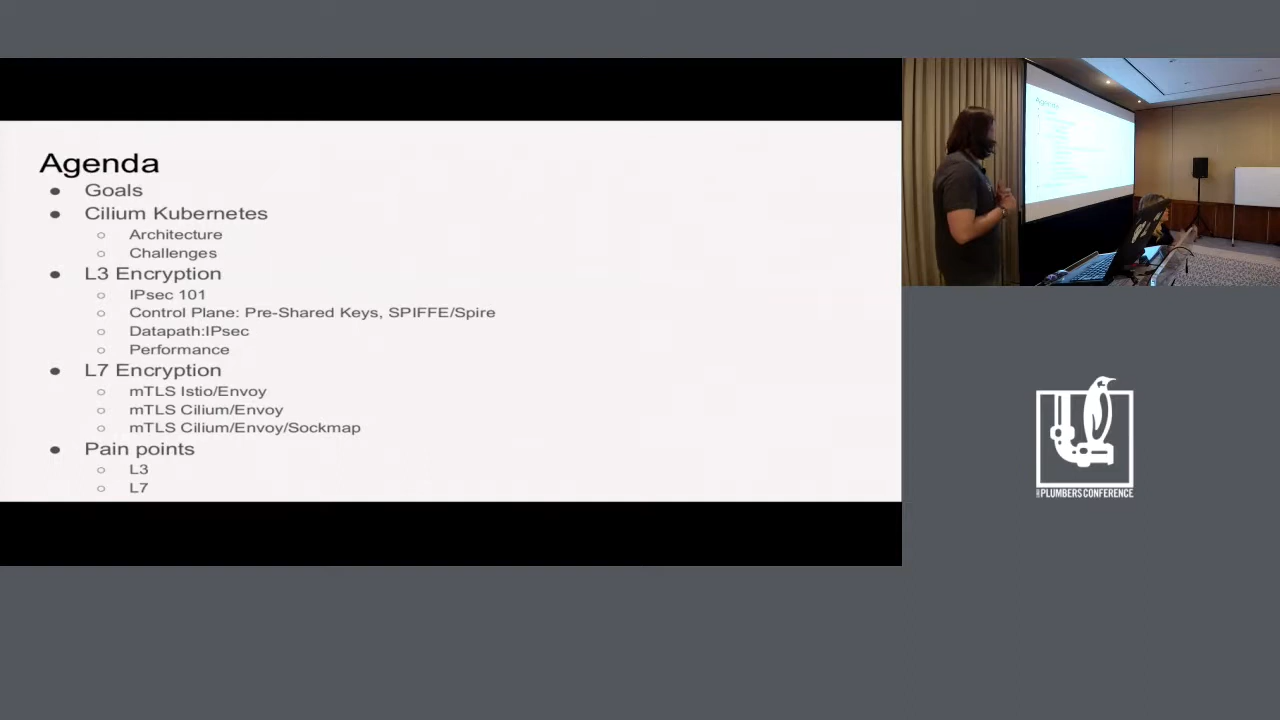 Agenda
● Goals
● Cilium Kubernetes
○ Architecture
○ Challenges
● L3 Encryption
○ IPsec 101
○ Control Plane: Pre-Shared Keys, SPIFFE/Spire
○ Datapath:IPsec
○ Performance
● L7 Encryption
○ mTLS Istio/Envoy
○ mTLS Cilium/Envoy
○ mTLS Cilium/Envoy/Sockmap
● Pain points
○ L3
○ L7
Agenda
PLUMBERS CONFERENCE